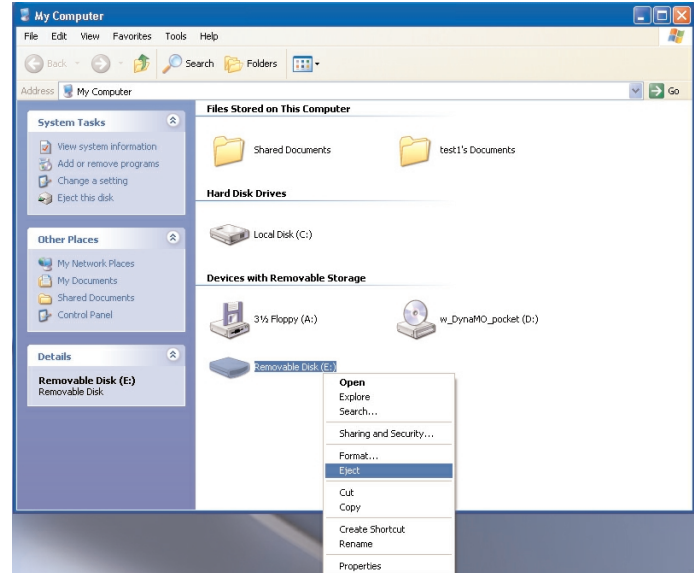 My Computer
File Edit View Favorites Tools Help
Back Search Folders
Address My Computer Go
System Tasks
View system information
Add or remove programs
Change a setting
Eject this disk
Other Places
My Network Places
My Documents
Shared Documents
Control Panel
Details
Removable Disk (E:)
Removable Disk
Files Stored on This Computer
Shared Documents test1's Documents
Hard Disk Drives
Local Disk (C:)
Devices with Removable Storage
3½ Floppy (A:) w_DynaMO_pocket (D:)
Removable Disk (E:)
Open
Explore
Search...
Sharing and Security...
Format...
Eject
Cut
Copy
Create Shortcut
Rename
Properties